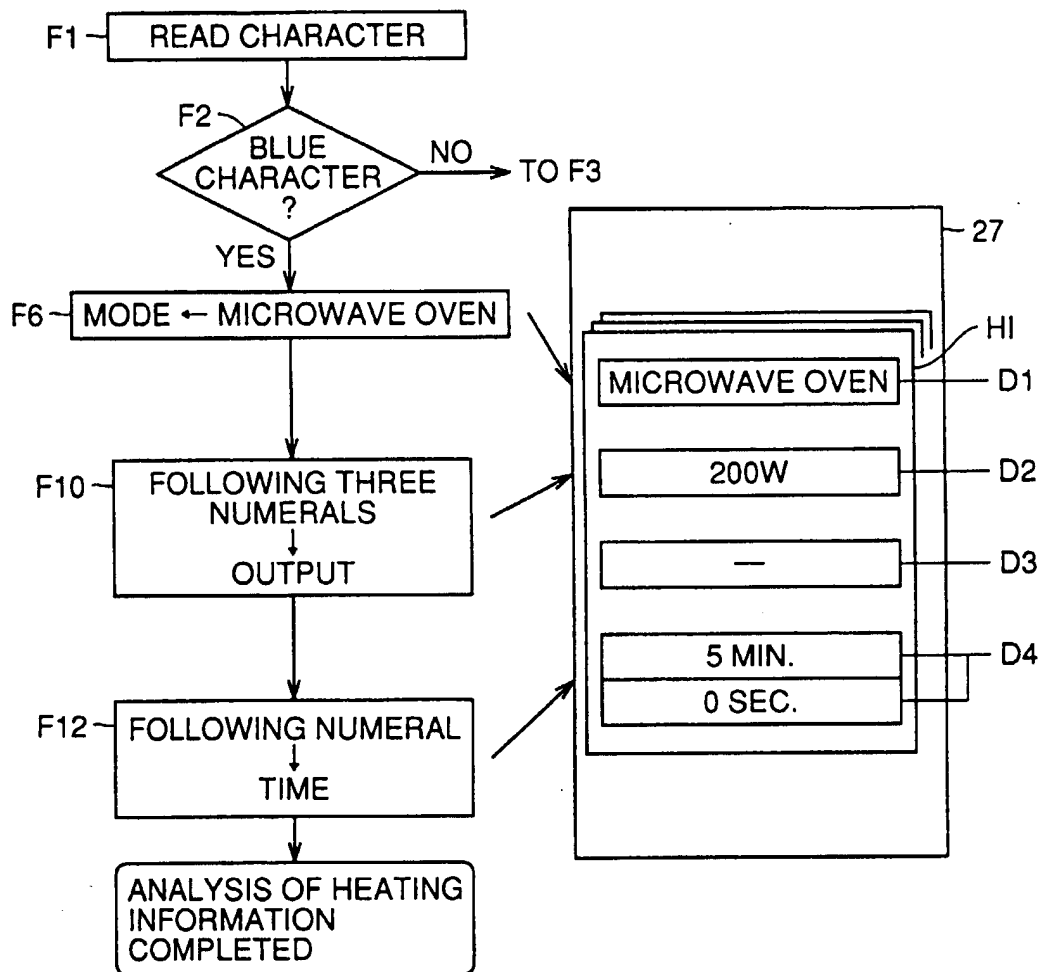 F1
READ CHARACTER
F2
BLUE
CHARACTER
?
NO
TO F3
YES
27
F6
MODE ← MICROWAVE OVEN
HI
MICROWAVE OVEN
D1
F10
FOLLOWING THREE
NUMERALS
↓
OUTPUT
200W
D2
—
D3
5 MIN.
D4
0 SEC.
F12
FOLLOWING NUMERAL
↓
TIME
ANALYSIS OF HEATING
INFORMATION
COMPLETED